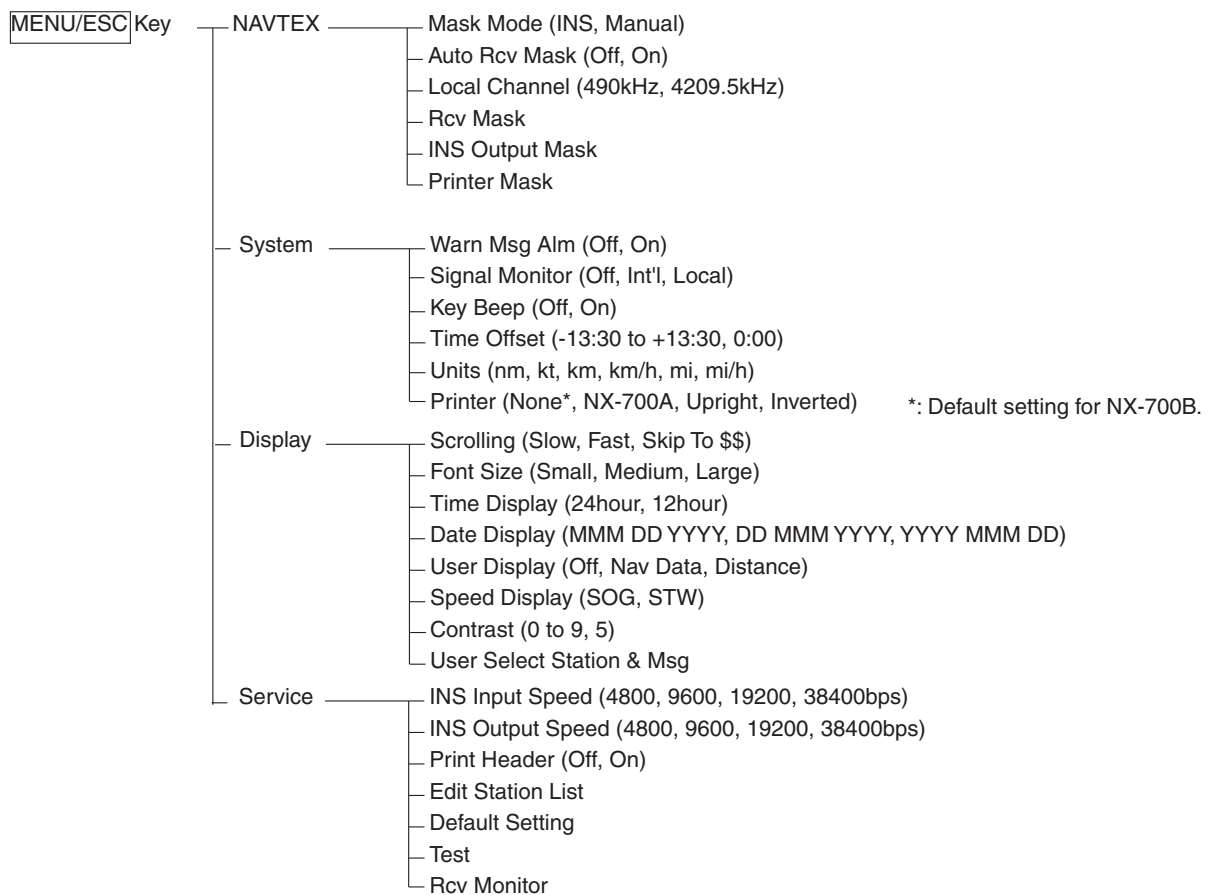 MENU/ESC Key NAVTEX Mask Mode (INS, Manual)
Auto Rcv Mask (Off, On)
Local Channel (490kHz, 4209.5kHz)
Rcv Mask
INS Output Mask
Printer Mask
System Warn Msg Alm (Off, On)
Signal Monitor (Off, Int'l, Local)
Key Beep (Off, On)
Time Offset (-13:30 to +13:30, 0:00)
Units (nm, kt, km, km/h, mi, mi/h)
Printer (None*, NX-700A, Upright, Inverted) *: Default setting for NX-700B.
Display Scrolling (Slow, Fast, Skip To $$)
Font Size (Small, Medium, Large)
Time Display (24hour, 12hour)
Date Display (MMM DD YYYY, DD MMM YYYY, YYYY MMM DD)
User Display (Off, Nav Data, Distance)
Speed Display (SOG, STW)
Contrast (0 to 9, 5)
User Select Station & Msg
Service INS Input Speed (4800, 9600, 19200, 38400bps)
INS Output Speed (4800, 9600, 19200, 38400bps)
Print Header (Off, On)
Edit Station List
Default Setting
Test
Rcv Monitor